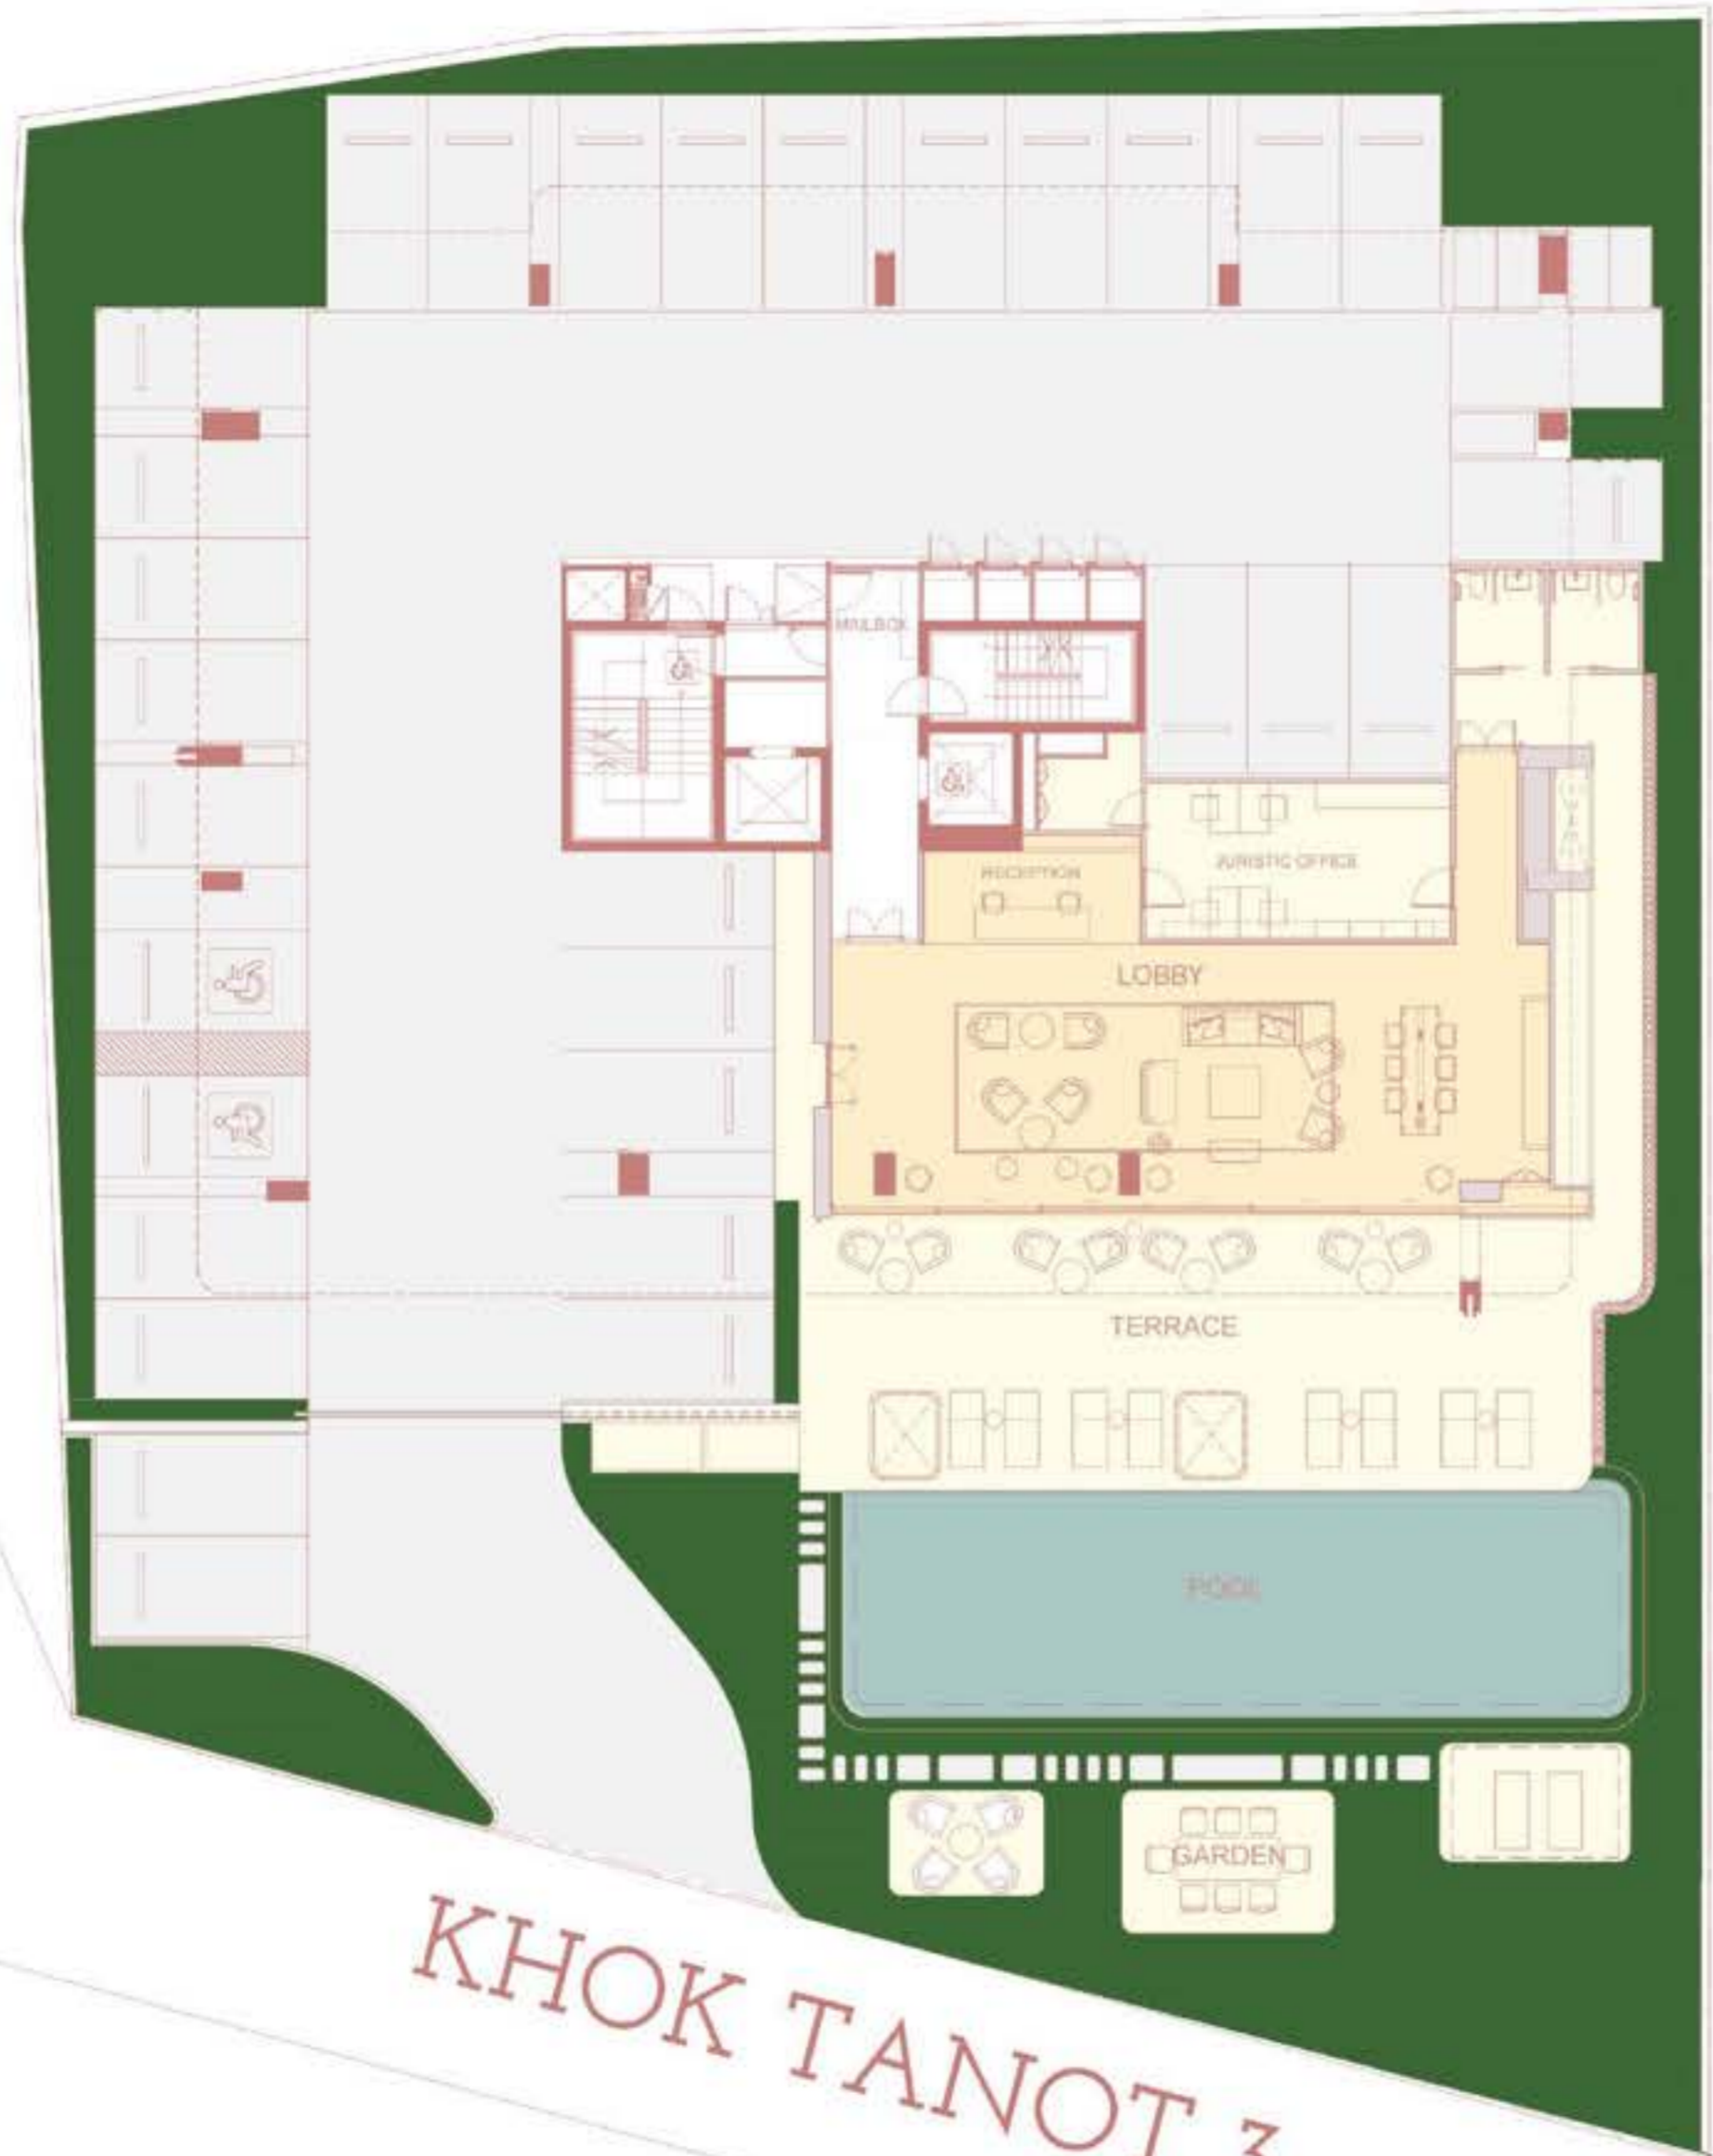 MAILBOX
RECEPTION
JURISTIC OFFICE
LOBBY
TERRACE
POOL
GARDEN
KHOK TANOT 3